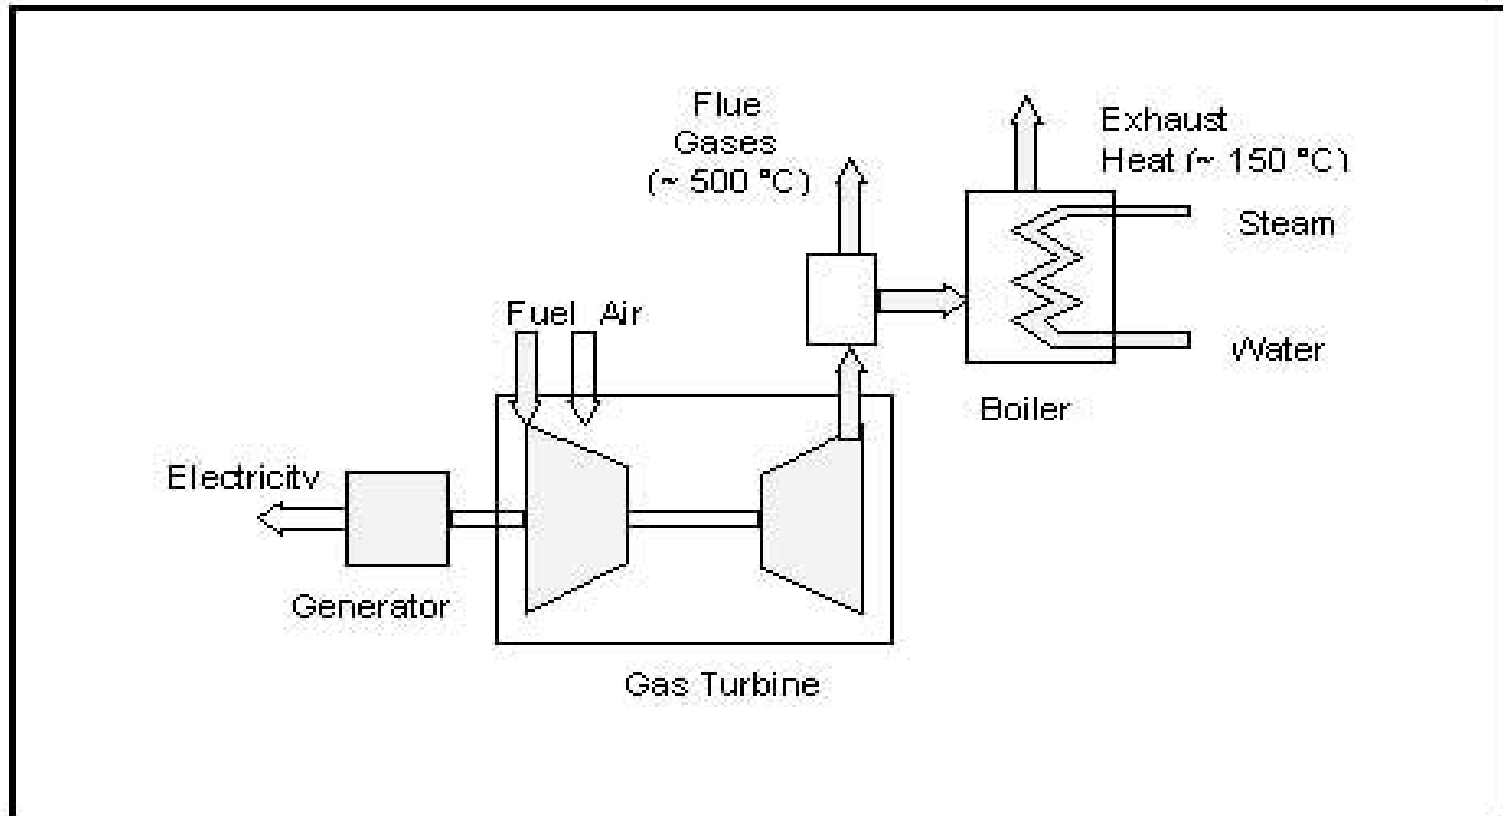 Flue
Gases
(~ 500 °C)
Exhaust
Heat (~ 150 °C)
Steam
Fuel Air
Water
Boiler
Electricity
Generator
Gas Turbine